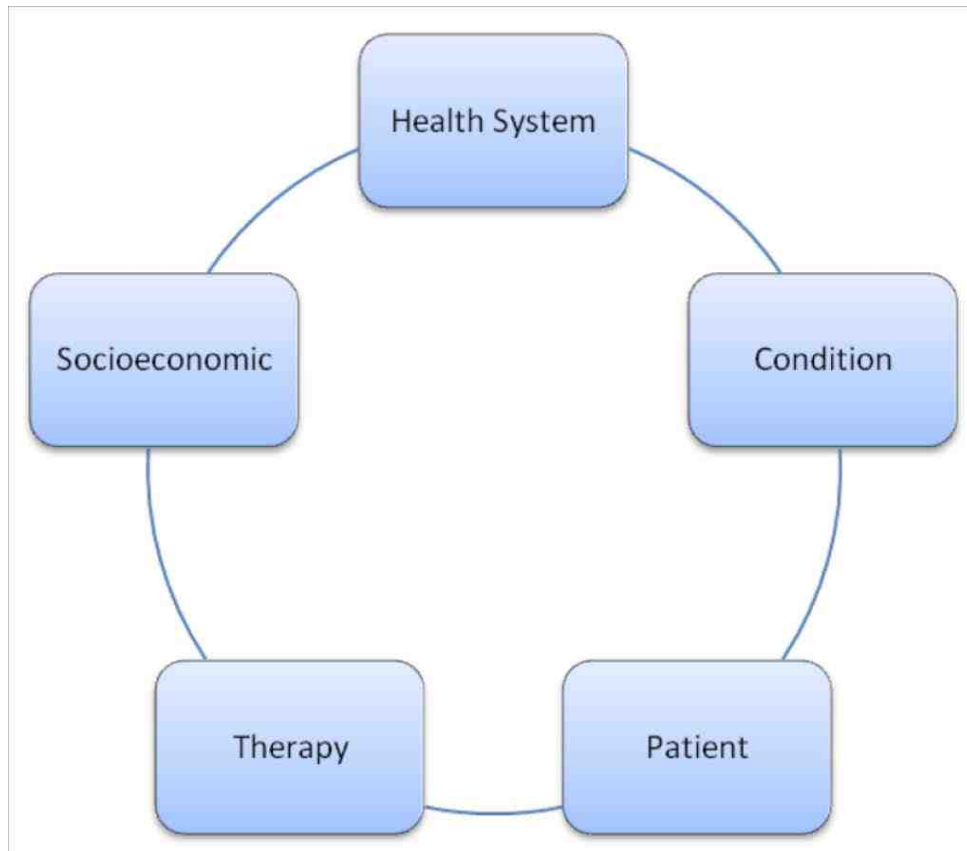 Health System
Socioeconomic
Condition
Therapy
Patient